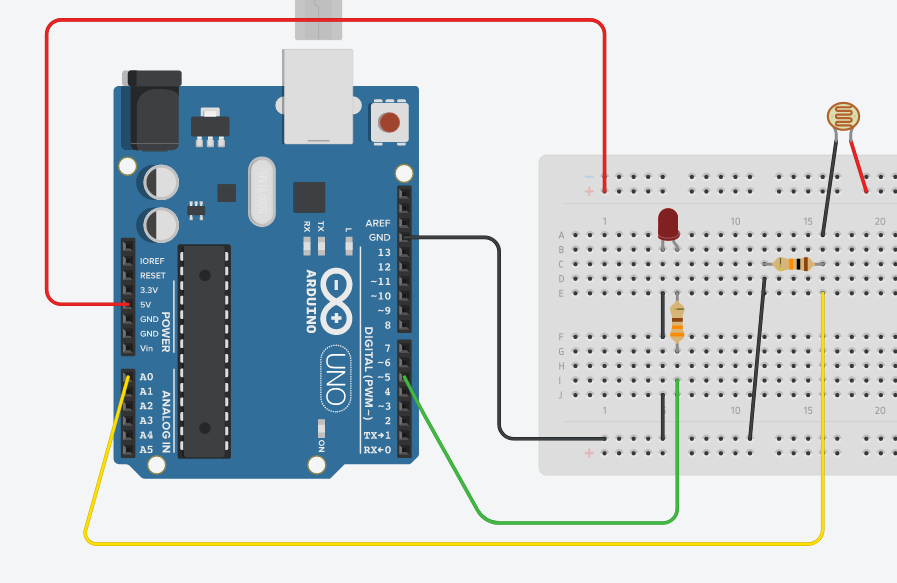 AREF
GND
13
12
~11
~10
~9
8
7
~6
~5
4
~3
2
TX→1
RX←0
IOREF
RESET
3.3V
5V
GND
GND
Vin
A0
A1
A2
A3
A4
A5
POWER
ANALOG IN
RX
TX
L
ARDUINO
UNO
DIGITAL (PWM~)
ON
- +
1 10 15 20
A
B
C
D
E
F
G
H
I
J
1 10 15 20
+